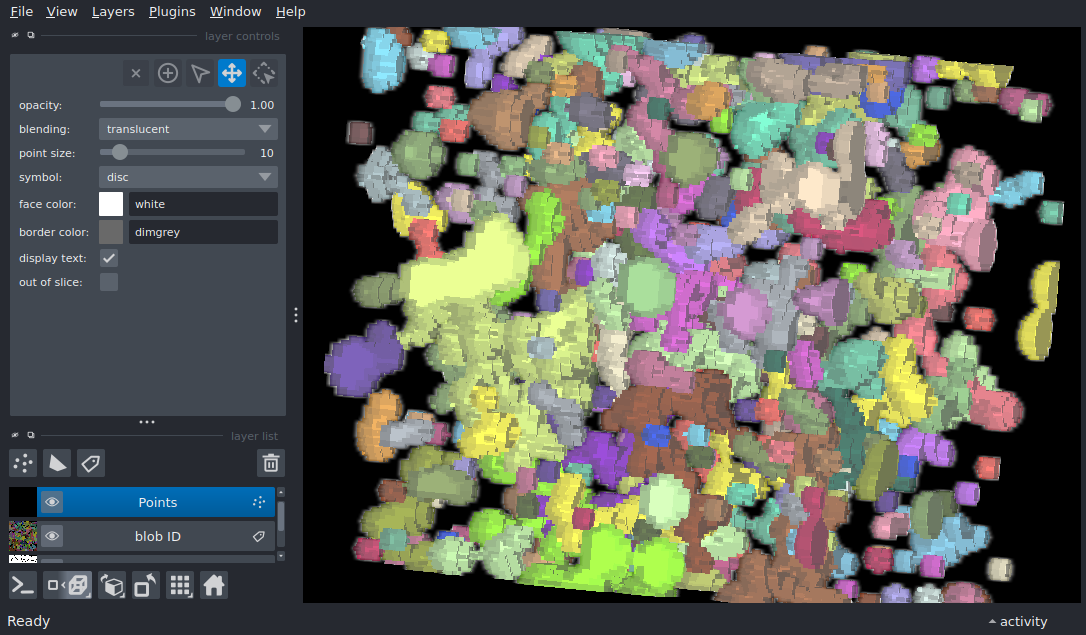 File View Layers Plugins Window Help
layer controls
opacity: 1.00
blending: translucent
point size: 10
symbol: disc
face color: white
border color: dimgrey
display text:
out of slice:
layer list
Points
blob ID
Ready
activity